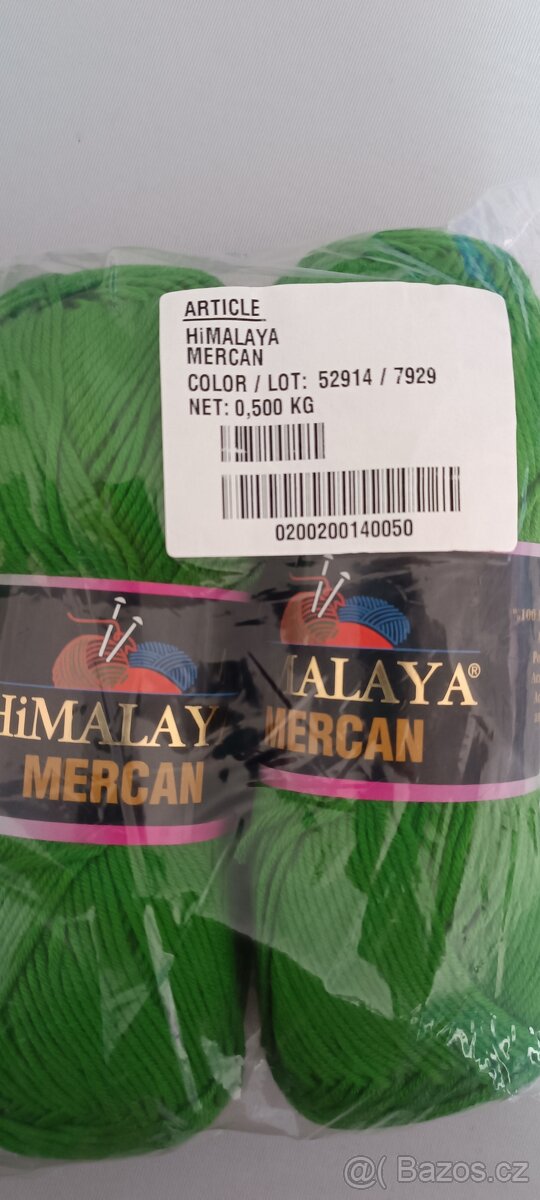 ARTICLE
HiMALAYA
MERCAN
COLOR / LOT: 52914 / 7929
NET: 0,500 KG
0200200140050
HiMALAY
MERCAN
MALAYA®
MERCAN
@( Bazos.cz